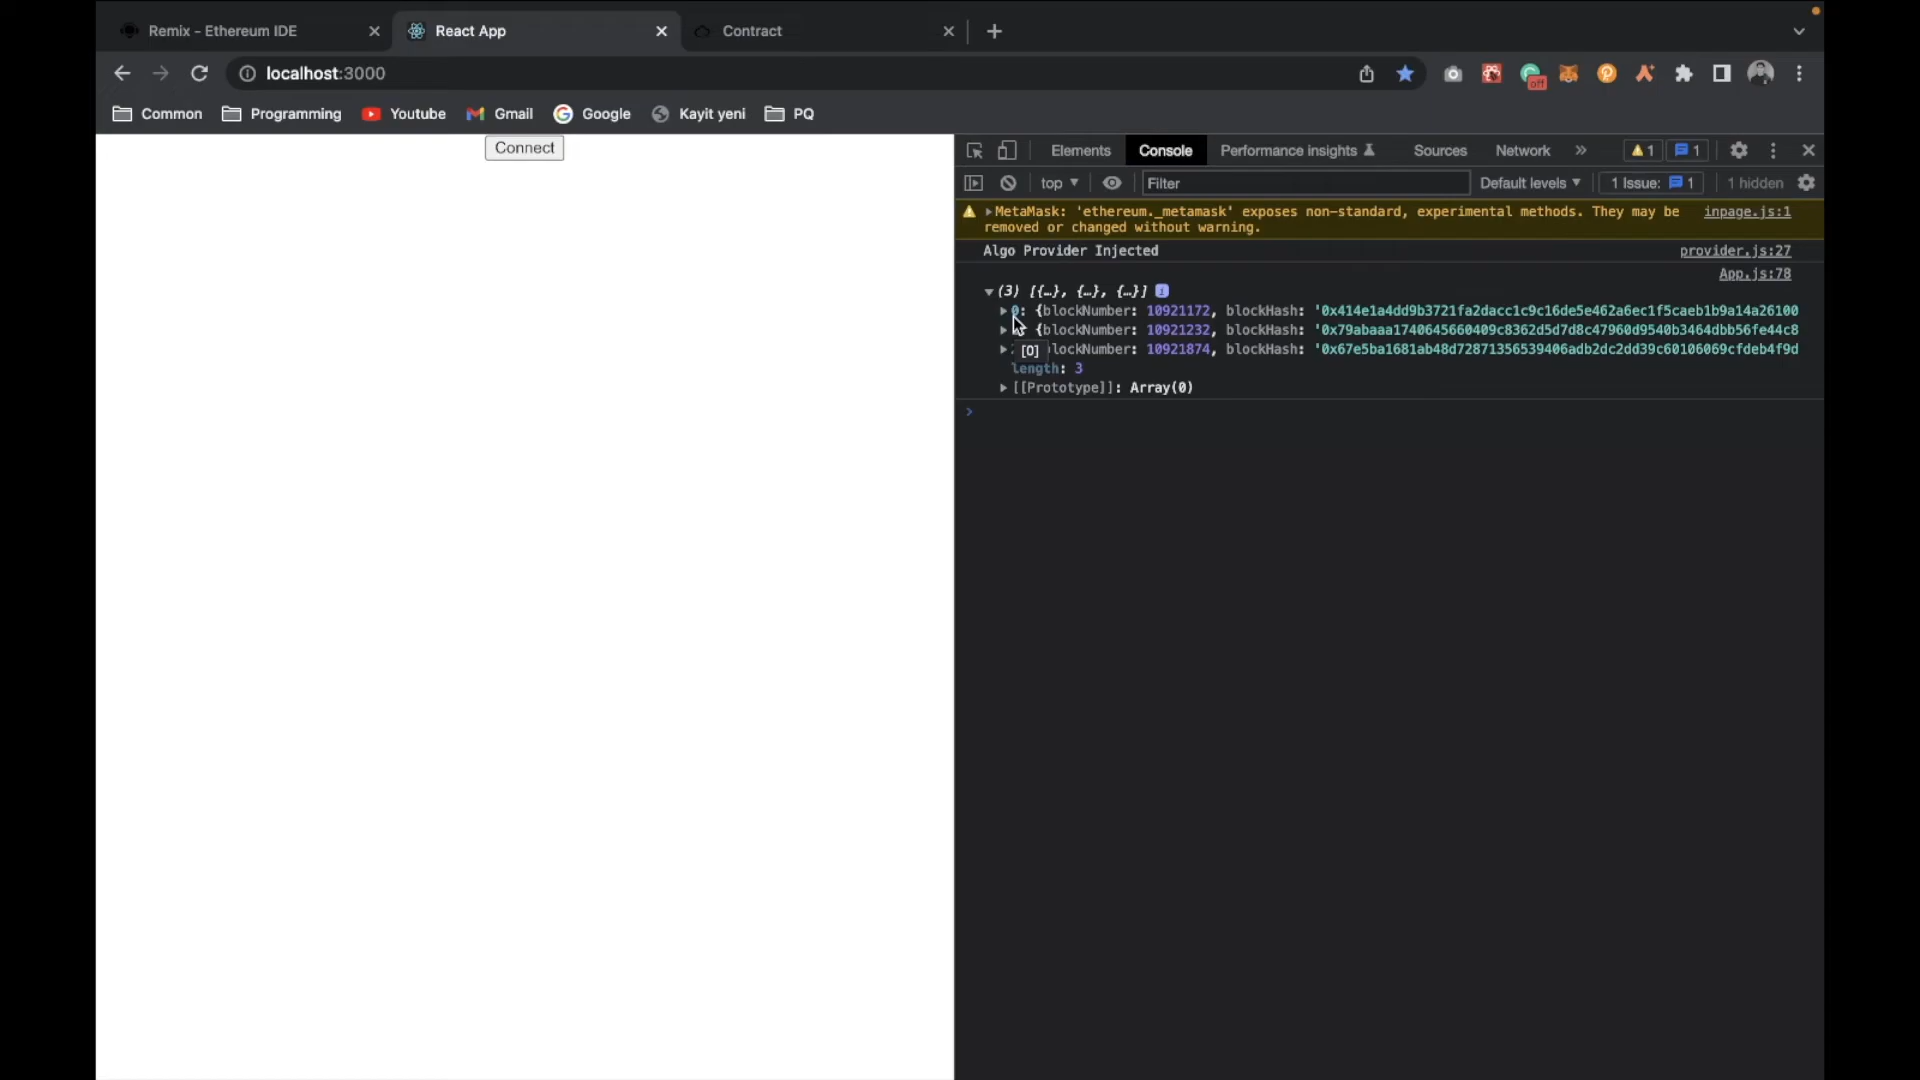 Remix - Ethereum IDE
React App
Contract
localhost:3000
off
Common
Programming
Youtube
Gmail
Google
Kayit yeni
PQ
Connect
Elements
Console
Performance insights
Sources
Network
1
1
top
Filter
Default levels
1 Issue: 1
1 hidden
MetaMask: 'ethereum._metamask' exposes non-standard, experimental methods. They may be inpage.js:1
removed or changed without warning.
Algo Provider Injected provider.js:27
App.js:78
(3) [{…}, {…}, {…}] i
0: {blockNumber: 10921172, blockHash: '0x414e1a4dd9b3721fa2dacc1c9c16de5e462a6ec1f5caeb1b9a14a26100
{blockNumber: 10921232, blockHash: '0x79abaaa1740645660409c8362d5d7d8c47960d9540b3464dbb56fe44c8
[0] lockNumber: 10921874, blockHash: '0x67e5ba1681ab48d72871356539406adb2dc2dd39c60106069cfdeb4f9d
length: 3
[[Prototype]]: Array(0)